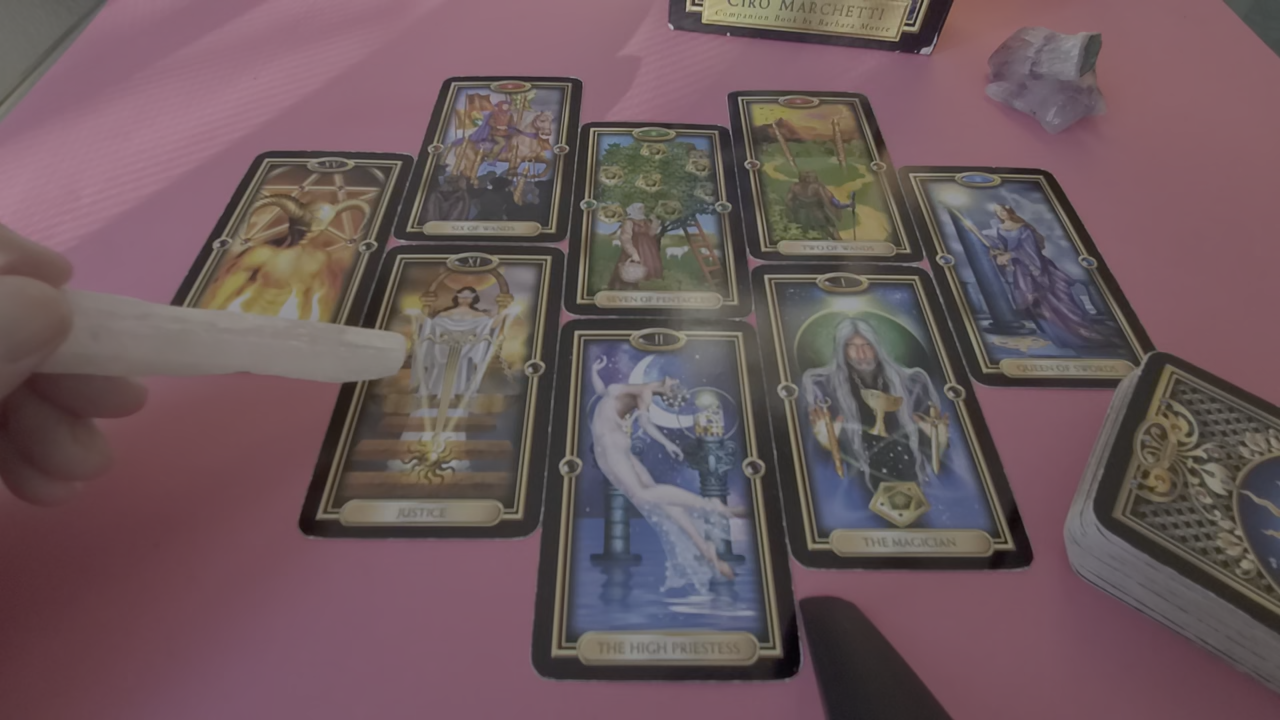 CIRO MARCHETTI
Companion Book by Barbara Moore
SIX OF WANDS
SEVEN OF PENTACLES
TWO OF WANDS
QUEEN OF SWORDS
XV
XI
JUSTICE
II
THE HIGH PRIESTESS
I
THE MAGICIAN